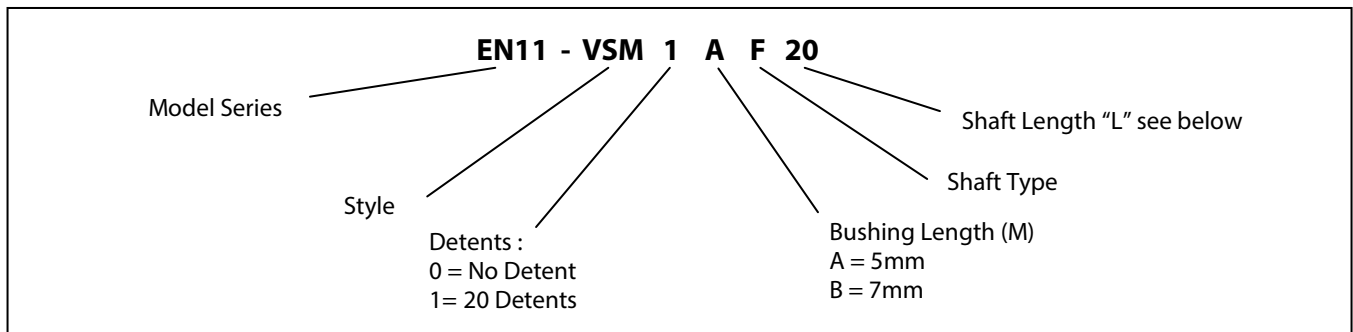 EN11 - VSM 1 A F 20
Model Series
Shaft Length “L” see below
Shaft Type
Style
Detents :
0 = No Detent
1= 20 Detents
Bushing Length (M)
A = 5mm
B = 7mm